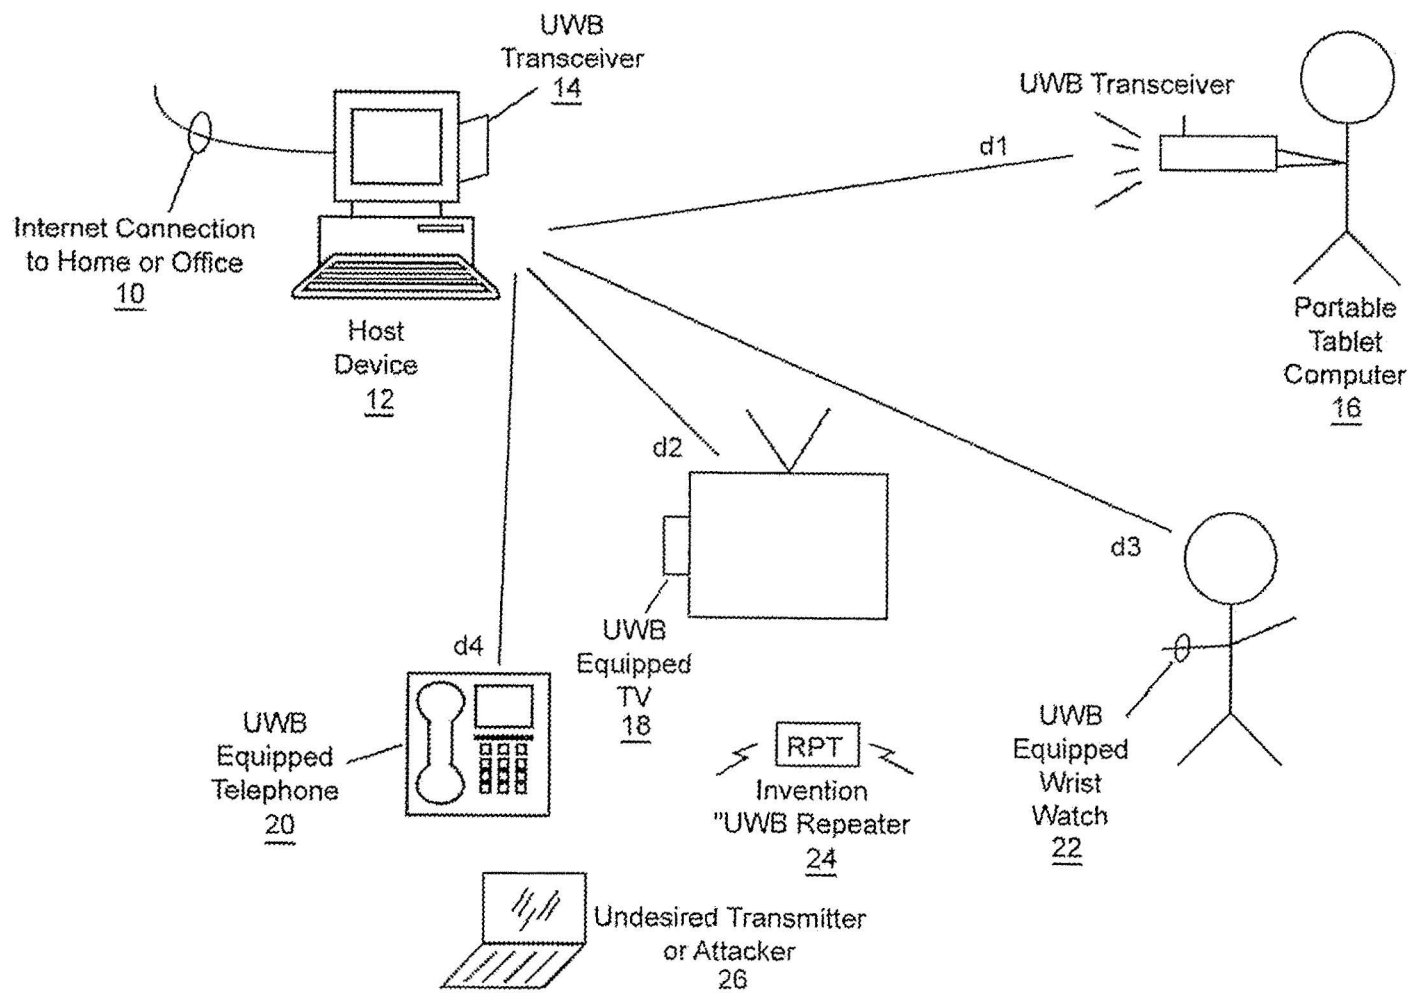 UWB
Transceiver
14
UWB Transceiver
d1
Internet Connection
to Home or Office
10
Host
Device
12
Portable
Tablet
Computer
16
d2
d3
d4
UWB
Equipped
TV
18
UWB
Equipped
Telephone
20
RPT
Invention
"UWB Repeater
24
UWB
Equipped
Wrist
Watch
22
Undesired Transmitter
or Attacker
26